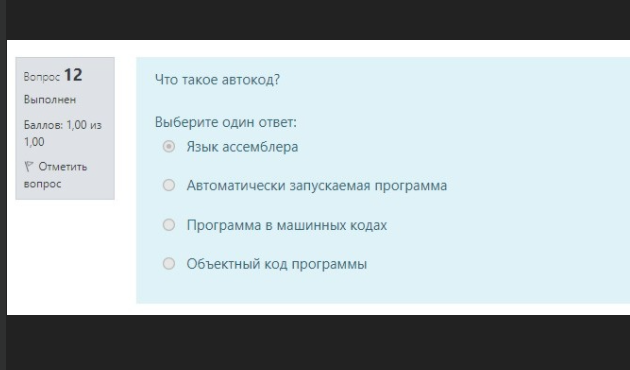 Вопрос 12
Выполнен
Баллов: 1,00 из
1,00
Отметить
вопрос
Что такое автокод?
Выберите один ответ:
Язык ассемблера
Автоматически запускаемая программа
Программа в машинных кодах
Объектный код программы